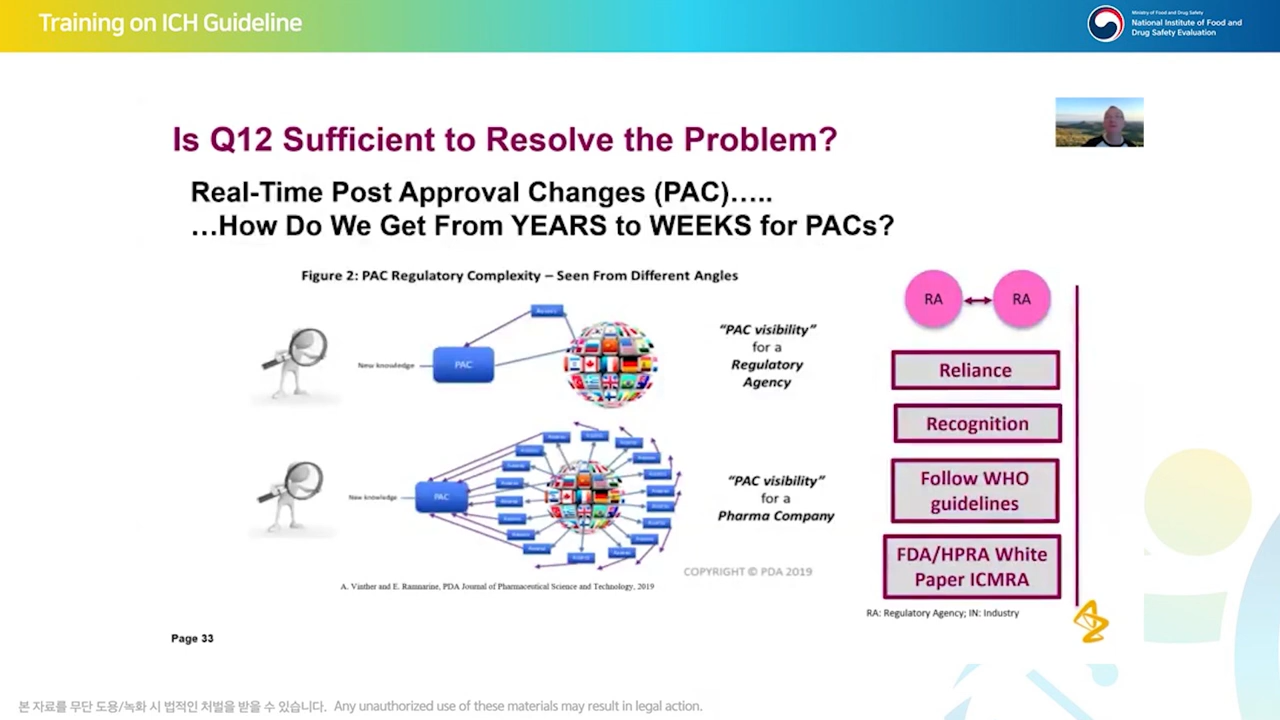 Training on ICH Guideline
Ministry of Food and Drug Safety
National Institute of Food and
Drug Safety Evaluation
Is Q12 Sufficient to Resolve the Problem?
Real-Time Post Approval Changes (PAC)…..
…How Do We Get From YEARS to WEEKS for PACs?
Figure 2: PAC Regulatory Complexity – Seen From Different Angles
New knowledge
PAC
“PAC visibility”
for a
Regulatory
Agency
New knowledge
PAC
“PAC visibility”
for a
Pharma Company
COPYRIGHT © PDA 2019
A. Vinther and E. Ramnarine, PDA Journal of Pharmaceutical Science and Technology, 2019
RA
RA
Reliance
Recognition
Follow WHO
guidelines
FDA/HPRA White
Paper ICMRA
RA: Regulatory Agency; IN: Industry
Page 33
본 자료를 무단 도용/녹화 시 법적인 처벌을 받을 수 있습니다. Any unauthorized use of these materials may result in legal action.